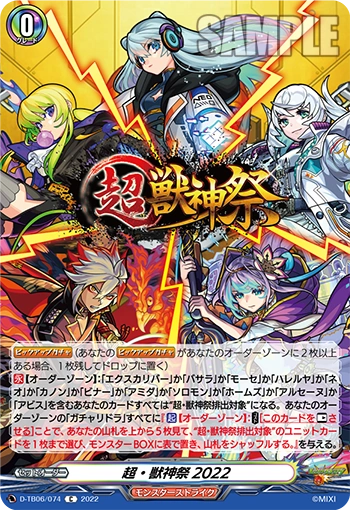 グレード
0
SAMPLE
NEO
超獣神祭
ピックアップガチャ(あなたのピックアップガチャがあなたのオーダーゾーンに2枚以上
ある場合、1枚残してドロップに置く)
永【オーダーゾーン】:「エクスカリバー」か「パサラ」か「モーセ」か「ハレルヤ」か「ネ
オ」か「カノン」か「ビナー」か「アミダ」か「ソロモン」か「ホームズ」か「アルセーヌ」か
「アビス」を含むあなたのカードすべては"超・獣神祭排出対象"になる。あなたのオー
ダーゾーンの「ガチャリドラ」すべてに「起【オーダーゾーン】:【コスト】[このカードを
させる]ことで、あなたの山札を上から5枚見て、"超・獣神祭排出対象"のユニットカー
ドを1枚まで選び、モンスターBOXに表で置き、山札をシャッフルする。」を与える。
超・獣神祭 2022
D-TB06/074 C 2022
モンスターストライク
©MIXI